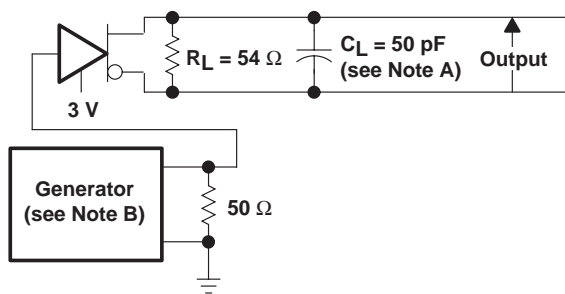 R_L = 54 Ω
C_L = 50 pF
(see Note A)
Output
3 V
Generator
(see Note B)
50 Ω